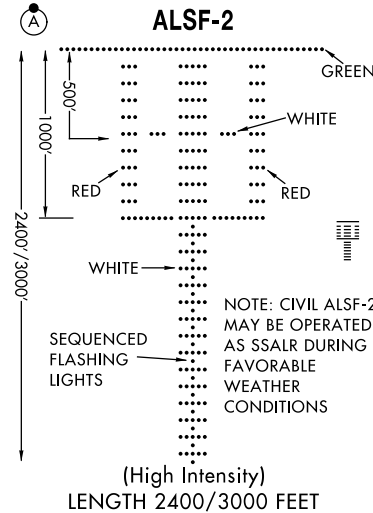 A
ALSF-2
GREEN
500'
1000'
WHITE
RED
RED
2400'/3000'
WHITE
SEQUENCED
FLASHING
LIGHTS
NOTE: CIVIL ALSF-2
MAY BE OPERATED
AS SSALR DURING
FAVORABLE
WEATHER
CONDITIONS
(High Intensity)
LENGTH 2400/3000 FEET